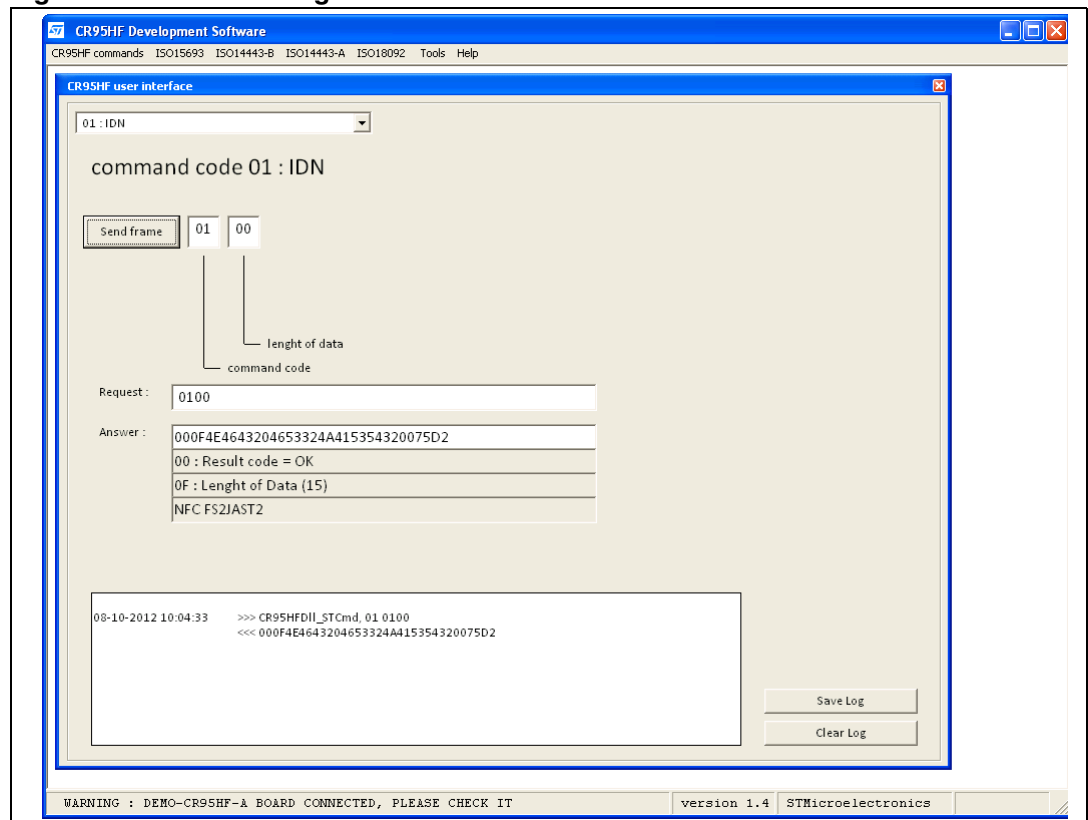 CR95HF Development Software
CR95HF commands ISO15693 ISO14443-B ISO14443-A ISO18092 Tools Help
CR95HF user interface
01 : IDN
command code 01 : IDN
Send frame 01 00
lenght of data
command code
Request : 0100
Answer : 000F4E4643204653324A415354320075D2
00 : Result code = OK
0F : Lenght of Data (15)
NFC FS2JAST2
08-10-2012 10:04:33 >>> CR95HFDll_STCmd, 01 0100
<<< 000F4E4643204653324A415354320075D2
Save Log
Clear Log
WARNING : DEMO-CR95HF-A BOARD CONNECTED, PLEASE CHECK IT version 1.4 STMicroelectronics